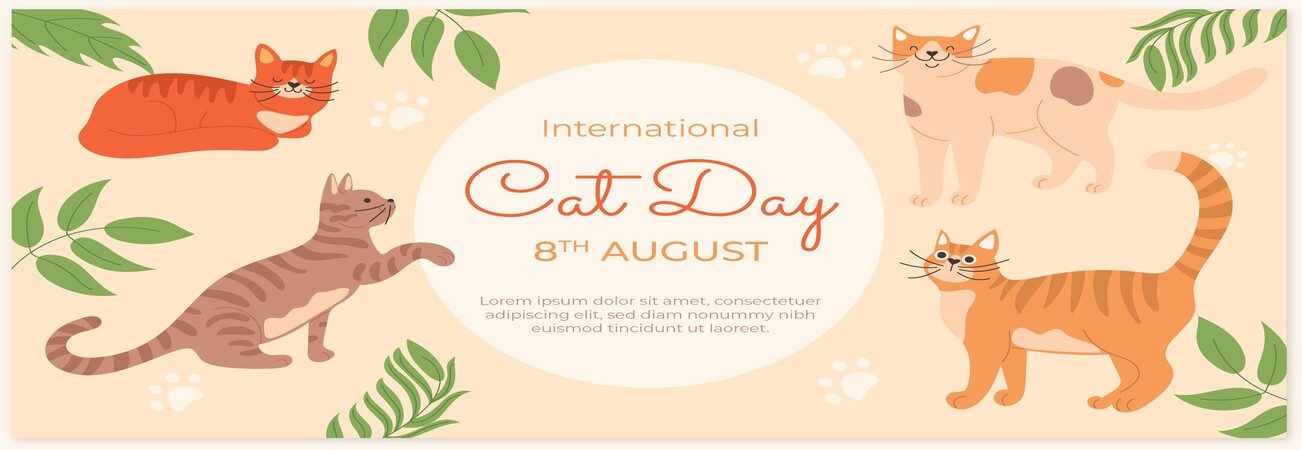 International
Cat Day
8TH AUGUST
Lorem ipsum dolor sit amet, consectetuer
adipiscing elit, sed diam nonummy nibh
euismod tincidunt ut laoreet.